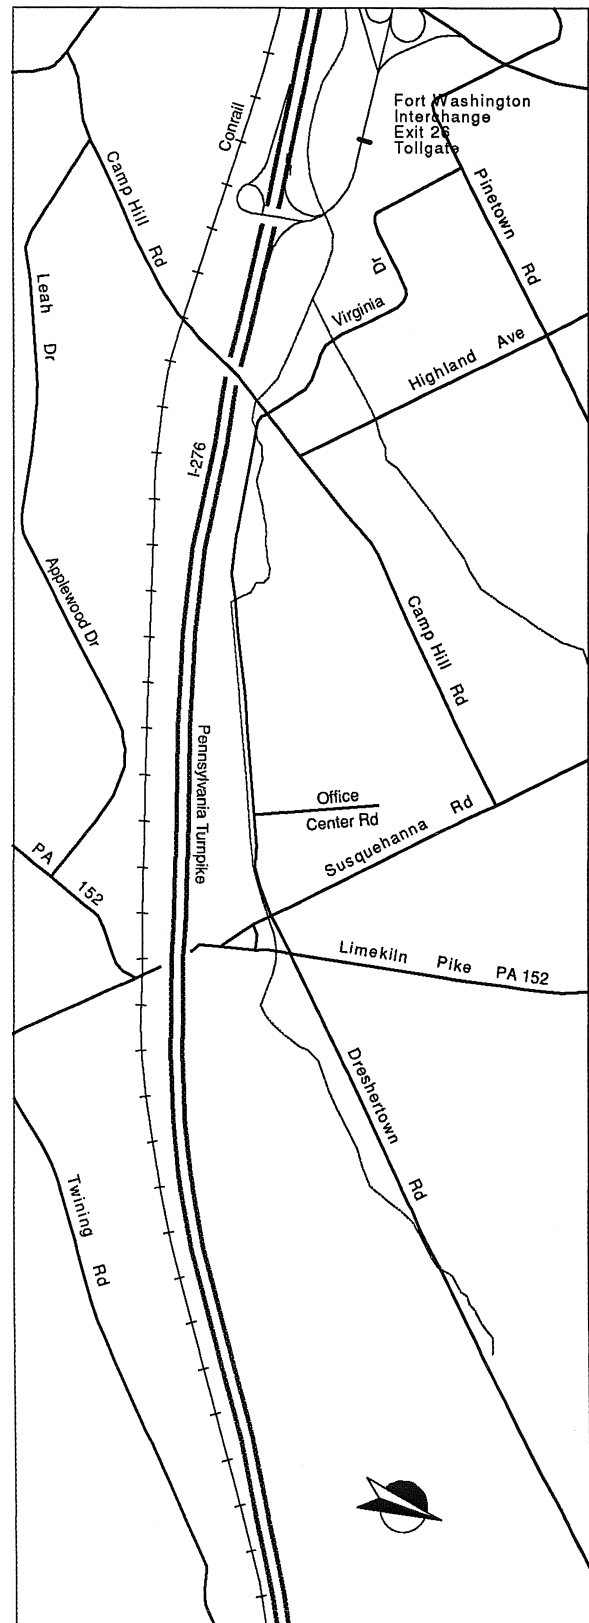 Fort Washington
Interchange
Exit 26
Tollgate
Conrail
Camp Hill Rd
Pinetown Rd
Leah Dr
Virginia Dr
Highland Ave
I-276
Applewood Dr
Camp Hill Rd
Pennsylvania Turnpike
Office
Center Rd
Susquehanna Rd
PA 152
Limekiln Pike PA 152
Dreshertown Rd
Twining Rd